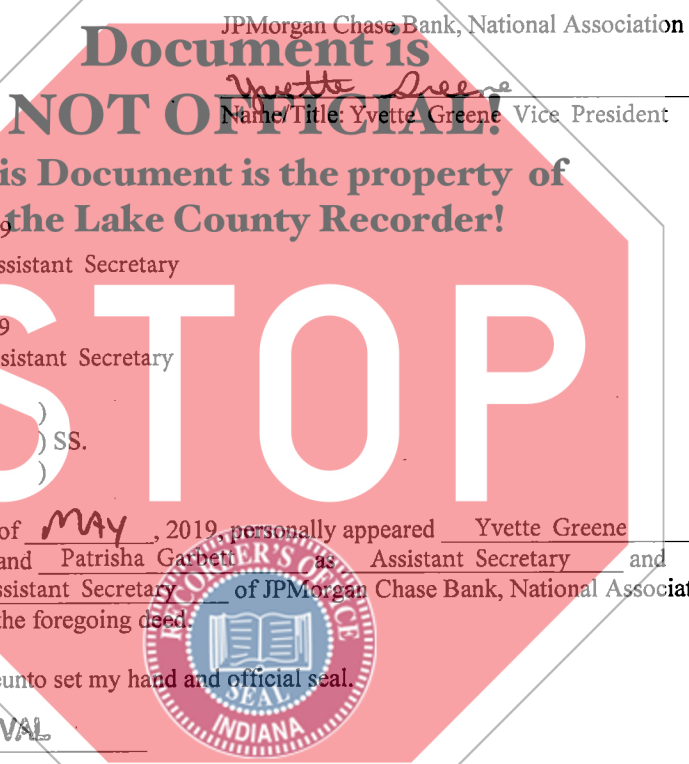 JPMorgan Chase Bank, National Association
Document is
Yvette Greene
NOT OFFICIAL!
Name/Title: Yvette Greene Vice President
is Document is the property of
the Lake County Recorder!
9
ssistant Secretary
STOP
9
sistant Secretary
)
) SS.
)
of MAY, 2019, personally appeared Yvette Greene
and Patrisha Garbett as Assistant Secretary and
ssistant Secretary of JPMorgan Chase Bank, National Associat
the foregoing deed.
eunto set my hand and official seal.
RECORDER'S OFFICE
SEAL
INDIANA
VAL